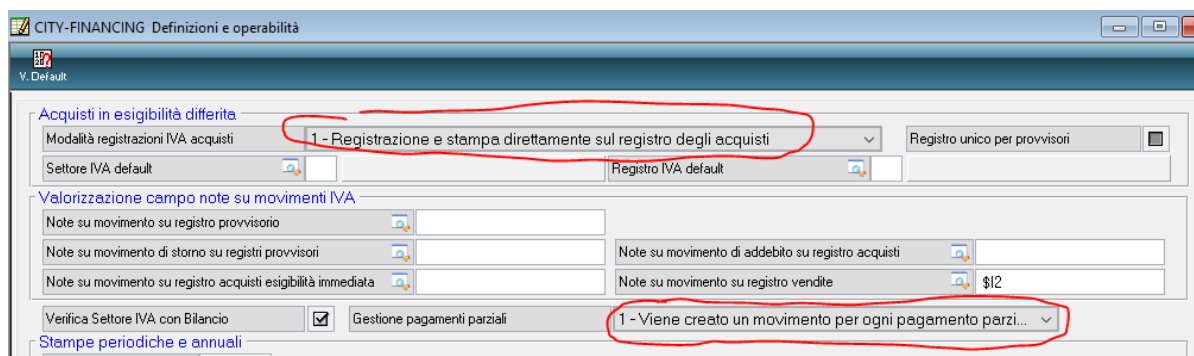 CITY-FINANCING Definizioni e operabilità
V. Default
Acquisti in esigibilità differita
Modalità registrazioni IVA acquisti 1 - Registrazione e stampa direttamente sul registro degli acquisti Registro unico per provvisori
Settore IVA default Registro IVA default
Valorizzazione campo note su movimenti IVA
Note su movimento su registro provvisorio
Note su movimento di storno su registri provvisori Note su movimento di addebito su registro acquisti
Note su movimento su registro acquisti esigibilità immediata Note su movimento su registro vendite $I2
Verifica Settore IVA con Bilancio Gestione pagamenti parziali 1 - Viene creato un movimento per ogni pagamento parzi...
Stampe periodiche e annuali